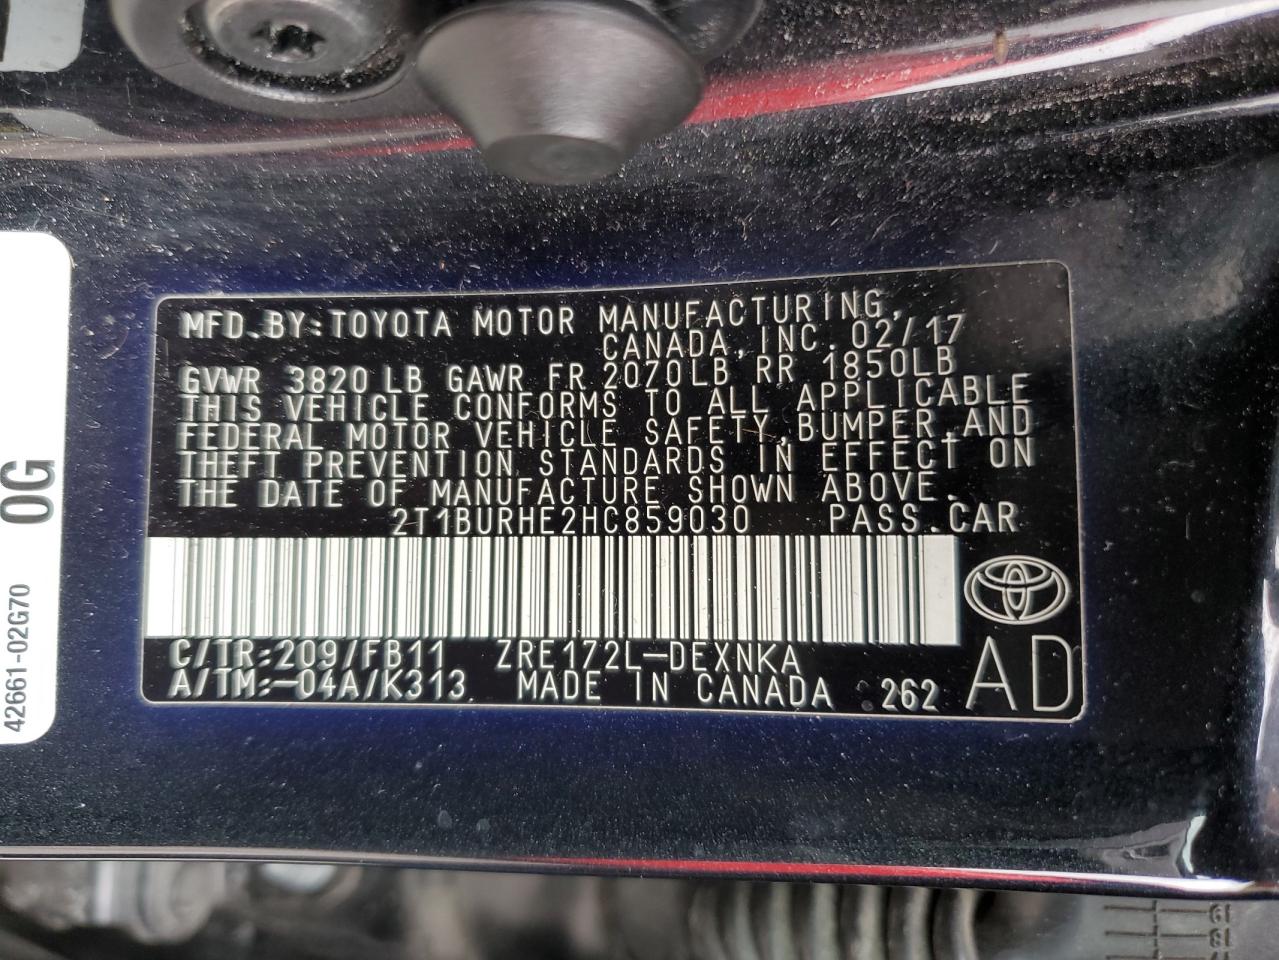 MFD.BY:TOYOTA MOTOR MANUFACTURING,
CANADA,INC.02/17
GVWR 3820LB GAWR FR 2070LB RR 1850LB
THIS VEHICLE CONFORMS TO ALL APPLICABLE
FEDERAL MOTOR VEHICLE SAFETY,BUMPER,AND
THEFT PREVENTION STANDARDS IN EFFECT ON
THE DATE OF MANUFACTURE SHOWN ABOVE.
2T1BURHE2HC859030 PASS.CAR
C/TR:209/FB11 ZRE172L-DEXNKA
A/TM:-04A/K313 MADE IN CANADA 262
AD
0G
42661-02G70
19
18